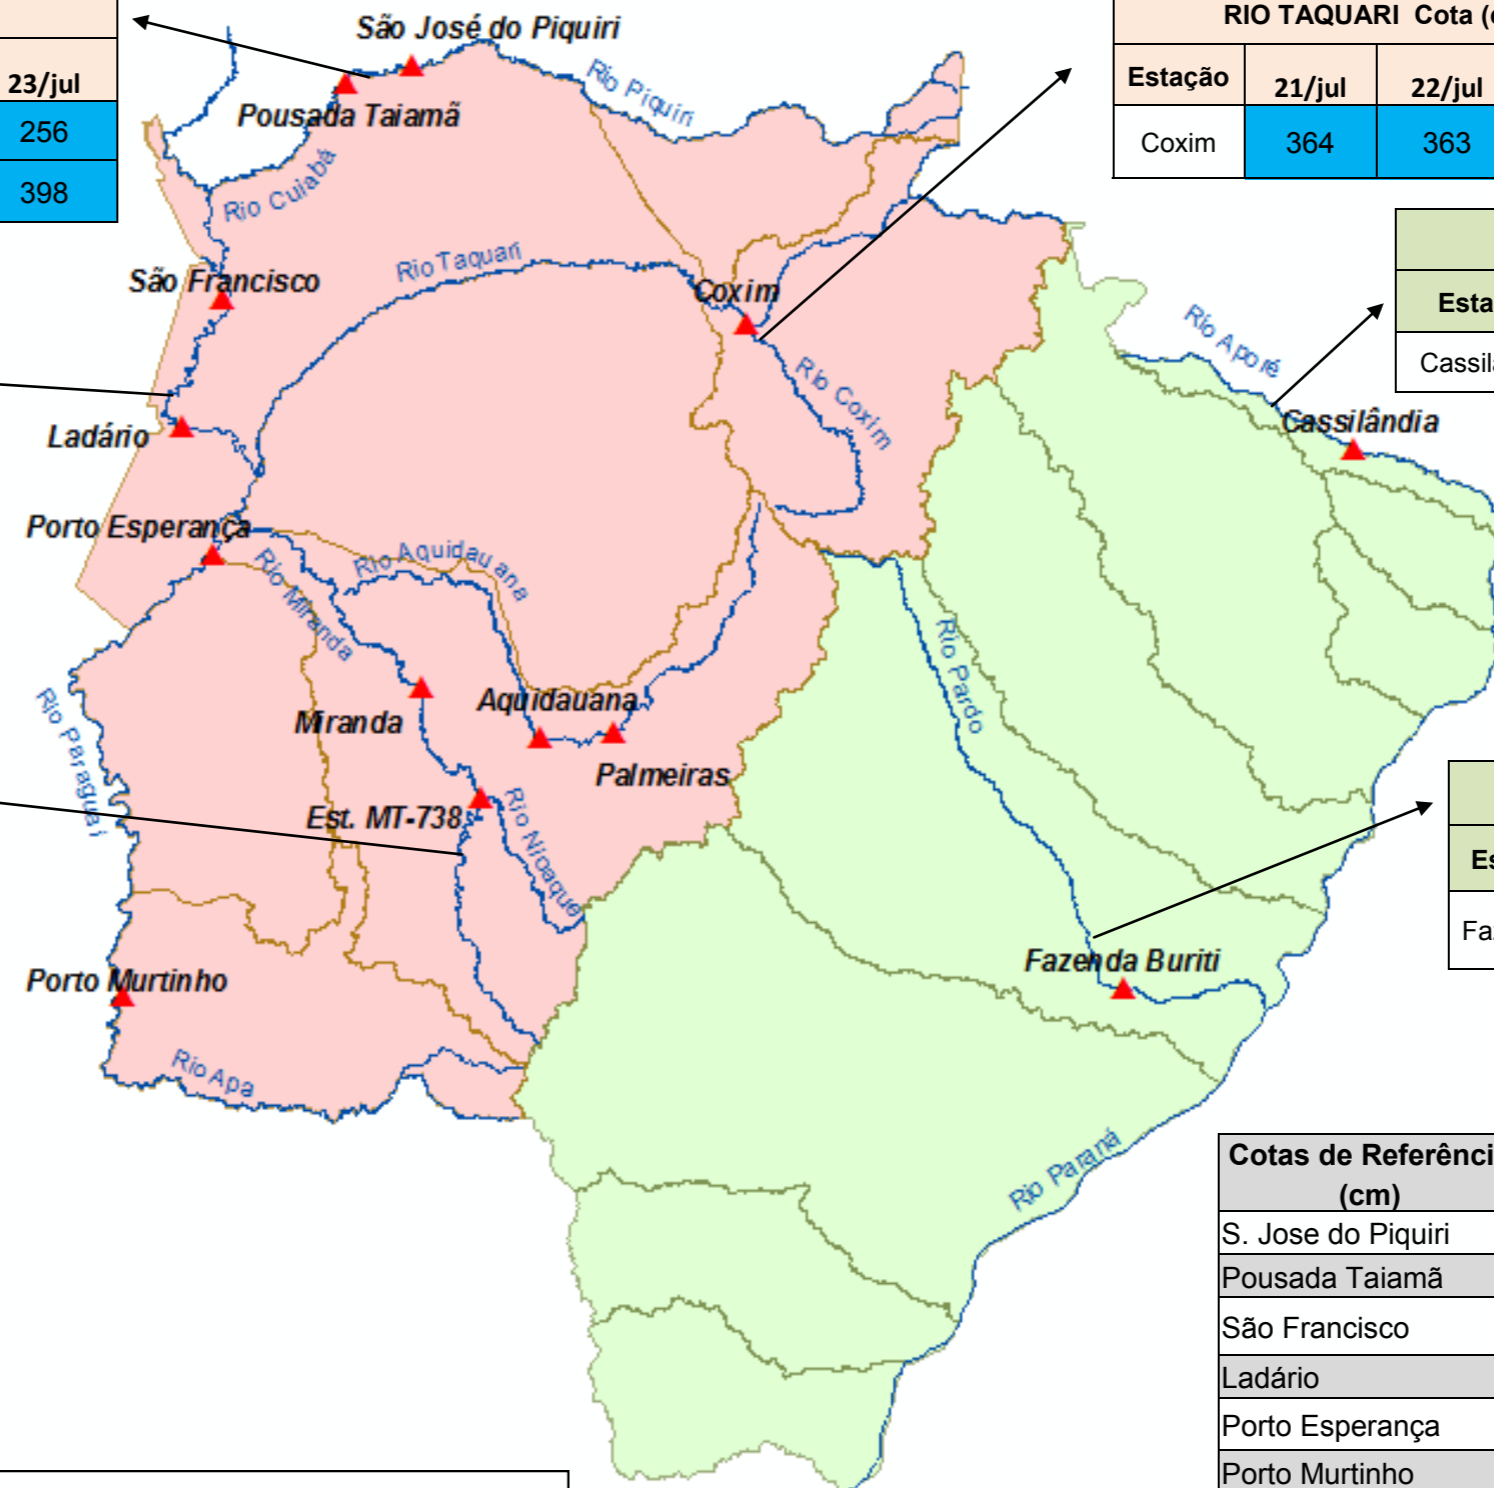 23/jul
256
398
RIO TAQUARI Cota (
Estação 21/jul 22/jul
Coxim 364 363
São José do Piquiri
Pousada Taiamã
Rio Piquiri
Rio Cuiabá
São Francisco
Rio Taquari
Coxim
Rio Coxim
Rio Aporé
Esta
Cassil
Cassilândia
Ladário
Porto Esperança
Rio Miranda
Rio Aquidauana
Rio Pardo
Rio Paraguai
Miranda
Aquidauana
Palmeiras
Est. MT-738
Rio Nioaque
Es
Fa
Porto Murtinho
Fazenda Buriti
Rio Apa
Rio Paraná
Cotas de Referênci
(cm)
S. Jose do Piquiri
Pousada Taiamã
São Francisco
Ladário
Porto Esperança
Porto Murtinho